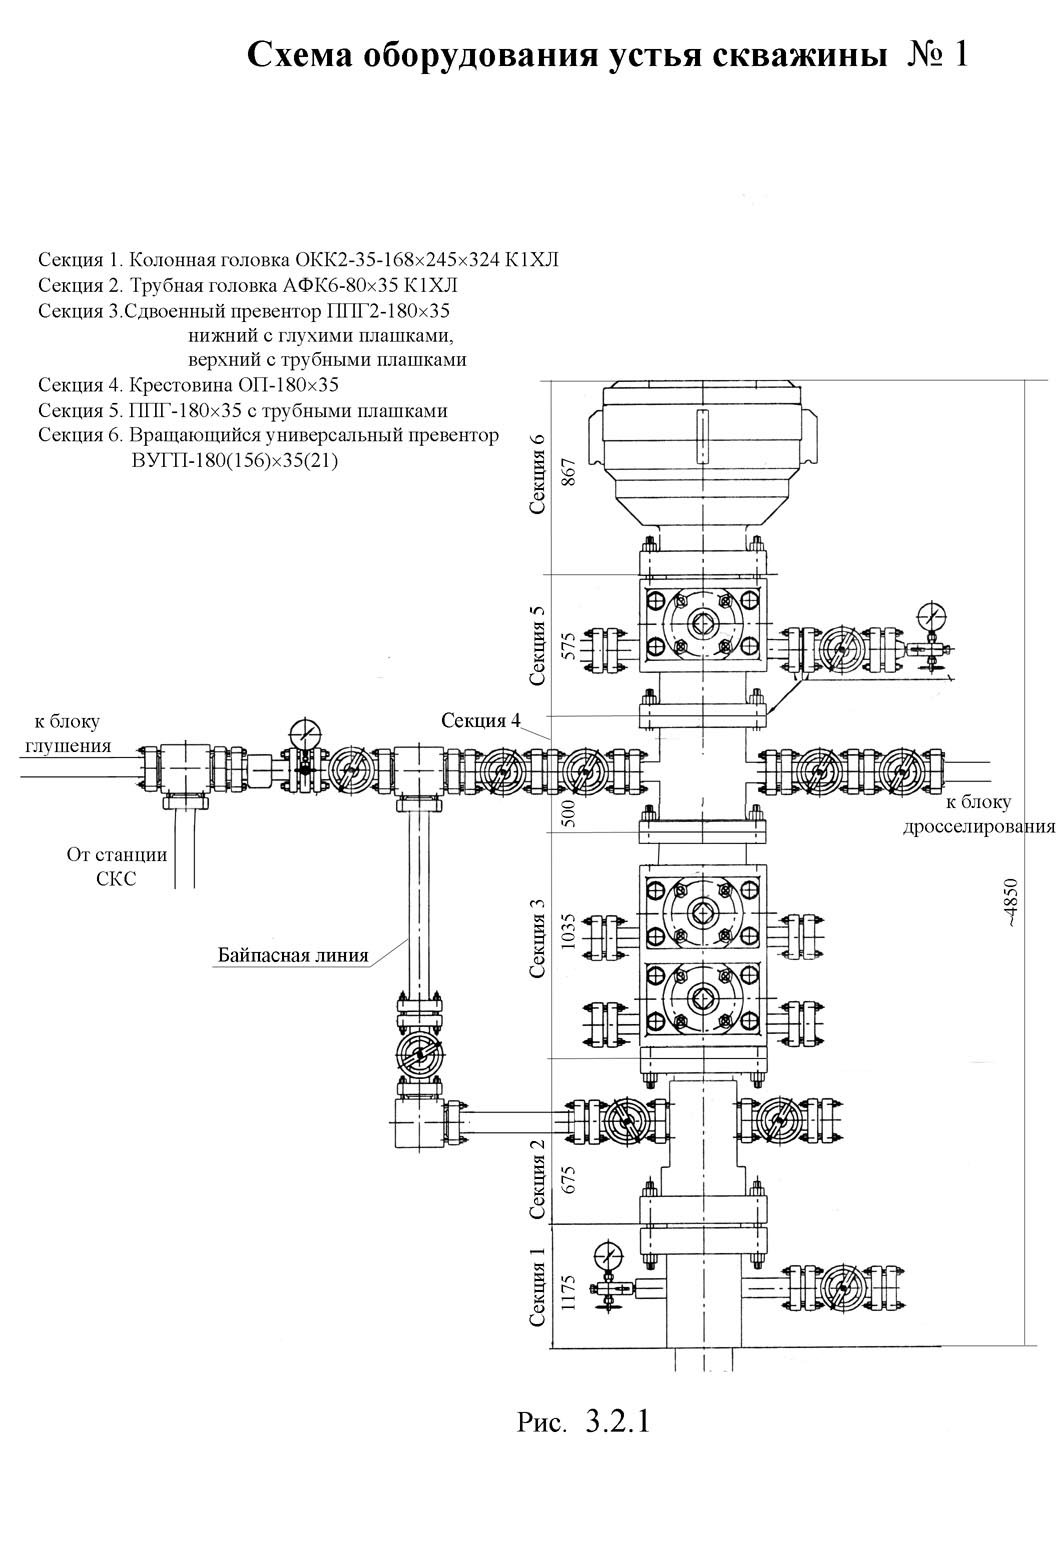 Схема оборудования устья скважины № 1
Секция 1. Колонная головка ОКК2-35-168×245×324 К1ХЛ
Секция 2. Трубная головка АФК6-80×35 К1ХЛ
Секция 3.Сдвоенный превентор ППГ2-180×35
нижний с глухими плашками,
верхний с трубными плашками
Секция 4. Крестовина ОП-180×35
Секция 5. ППГ-180×35 с трубными плашками
Секция 6. Вращающийся универсальный превентор
ВУГП-180(156)×35(21)
Секция 6
867
Секция 5
575
Секция 4
к блоку
глушения
500
к блоку
дросселирования
От станции
СКС
~4850
Секция 3
1035
Байпасная линия
Секция 2
675
Секция 1
1175
Рис. 3.2.1